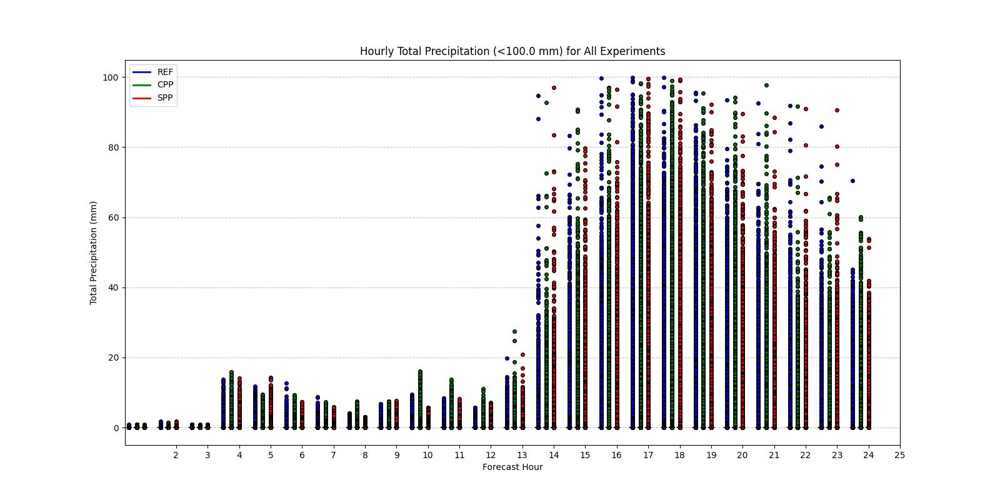 Hourly Total Precipitation (<100.0 mm) for All Experiments
REF
CPP
SPP
100
80
60
40
20
0
Total Precipitation (mm)
2 3 4 5 6 7 8 9 10 11 12 13 14 15 16 17 18 19 20 21 22 23 24 25
Forecast Hour